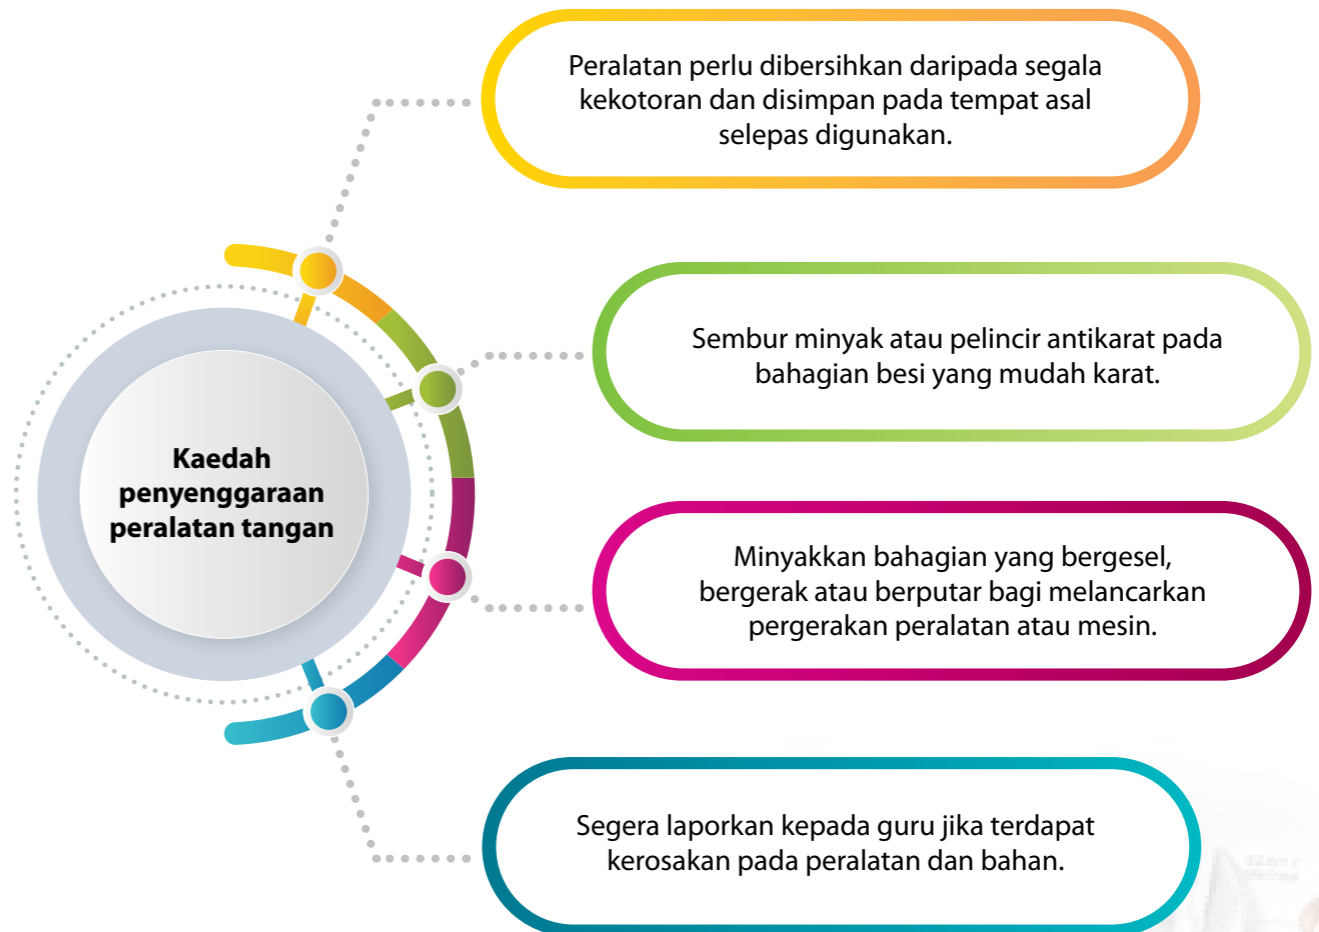 Peralatan perlu dibersihkan daripada segala
kekotoran dan disimpan pada tempat asal
selepas digunakan.
Sembur minyak atau pelincir antikarat pada
bahagian besi yang mudah karat.
Kaedah
penyenggaraan
peralatan tangan
Minyakkan bahagian yang bergesel,
bergerak atau berputar bagi melancarkan
pergerakan peralatan atau mesin.
Segera laporkan kepada guru jika terdapat
kerosakan pada peralatan dan bahan.